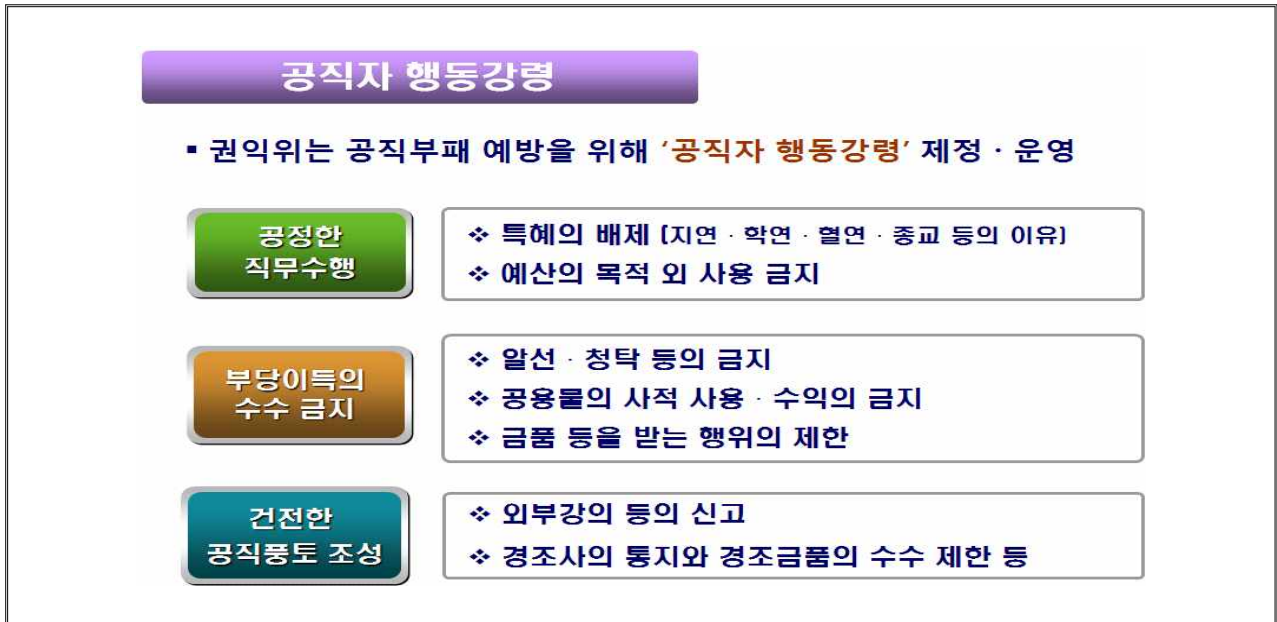 공직자 행동강령
▪ 권익위는 공직부패 예방을 위해 ‘공직자 행동강령’ 제정 · 운영
공정한
직무수행
❖ 특혜의 배제 (지연 · 학연 · 혈연 · 종교 등의 이유)
❖ 예산의 목적 외 사용 금지
부당이득의
수수 금지
❖ 알선 · 청탁 등의 금지
❖ 공용물의 사적 사용 · 수익의 금지
❖ 금품 등을 받는 행위의 제한
건전한
공직풍토 조성
❖ 외부강의 등의 신고
❖ 경조사의 통지와 경조금품의 수수 제한 등